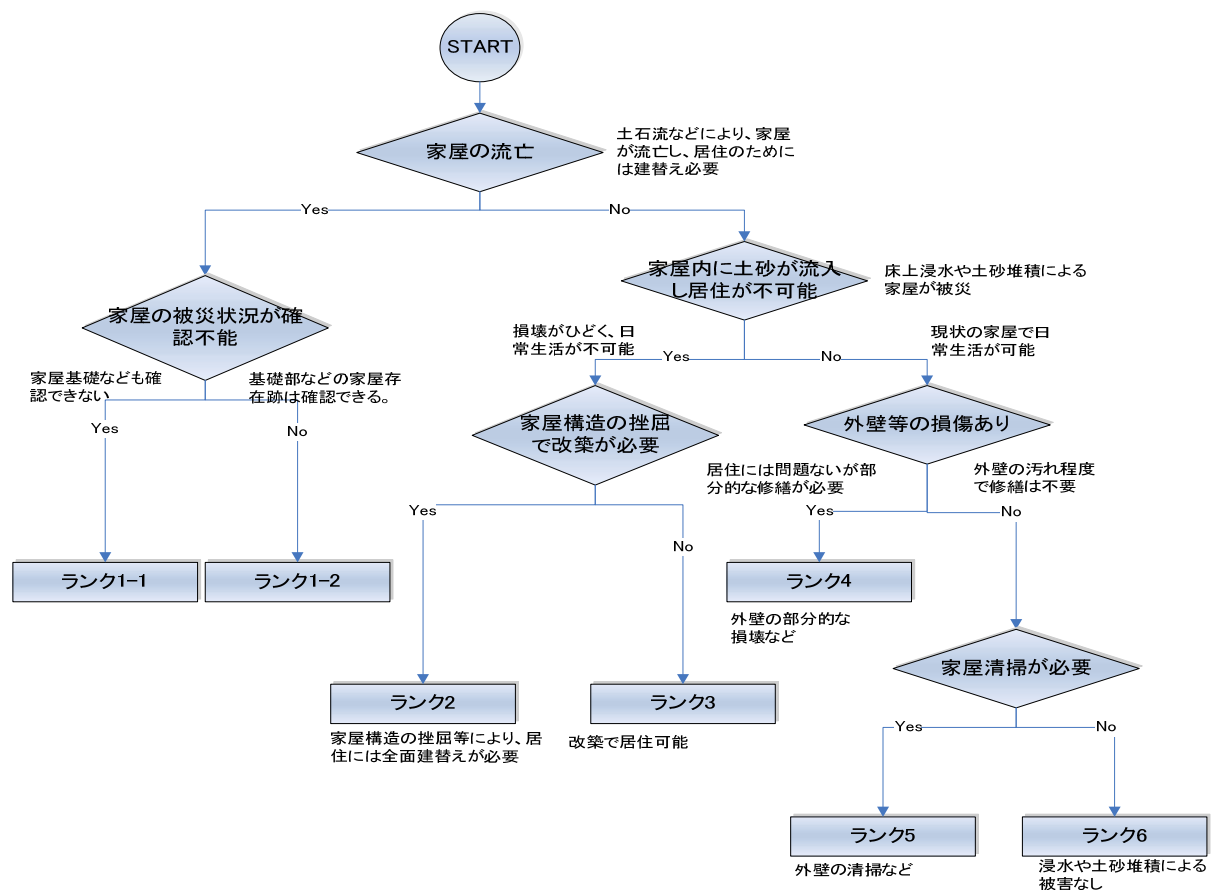 START
家屋の流亡
土石流などにより、家屋
が流亡し、居住のために
は建替え必要
Yes
No
家屋内に土砂が流入
し居住が不可能
床上浸水や土砂堆積による
家屋が被災
家屋の被災状況が確
認不能
損壊がひどく、日
常生活が不可能
現状の家屋で日
常生活が可能
Yes
No
家屋基礎なども確
認できない
基礎部などの家屋存
在跡は確認できる。
Yes
No
家屋構造の挫屈
で改築が必要
外壁等の損傷あり
居住には問題ないが部
分的な修繕が必要
外壁の汚れ程度
で修繕は不要
Yes
No
Yes
No
ランク1-1
ランク1-2
ランク4
外壁の部分的な
損壊など
家屋清掃が必要
ランク2
家屋構造の挫屈等により、居
住には全面建替えが必要
ランク3
改築で居住可能
Yes
No
ランク5
外壁の清掃など
ランク6
浸水や土砂堆積による
被害なし